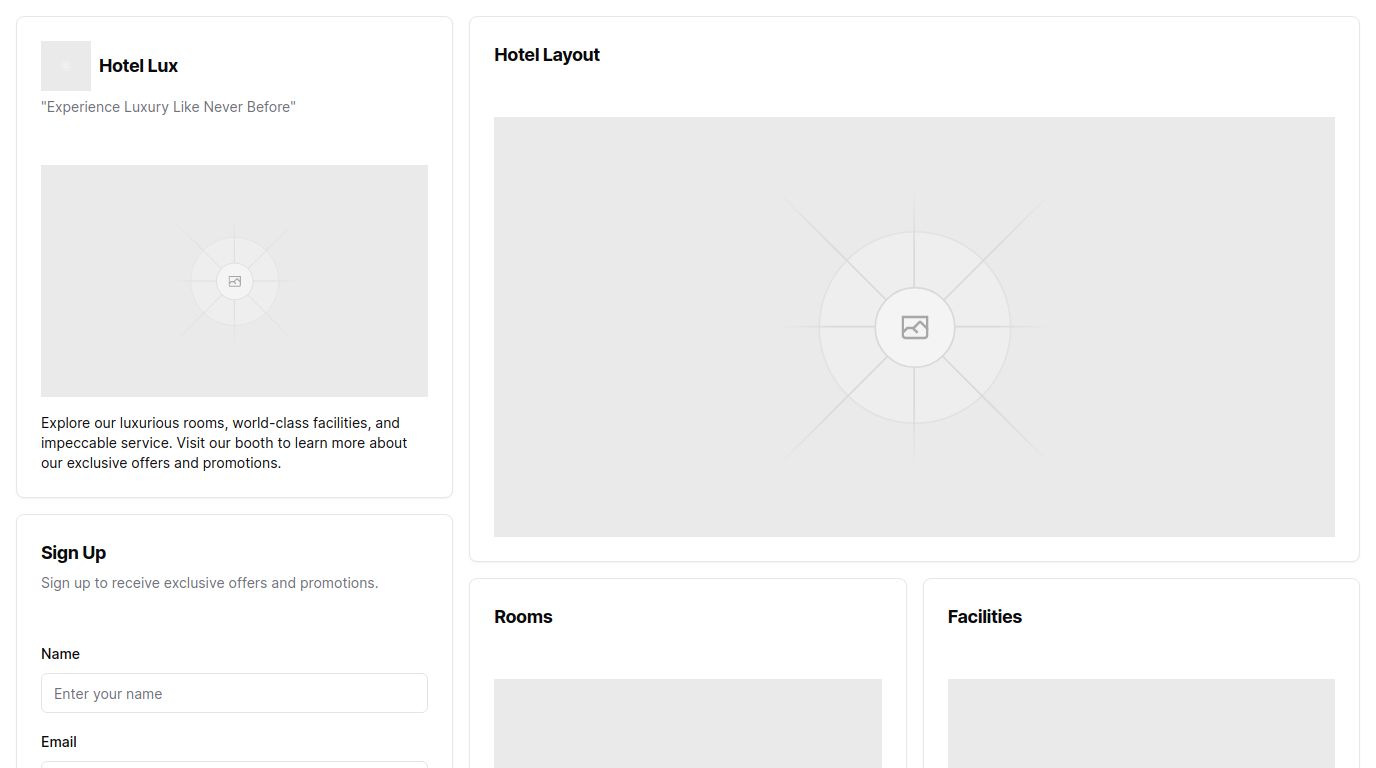 Hotel Lux
"Experience Luxury Like Never Before"
Explore our luxurious rooms, world-class facilities, and
impeccable service. Visit our booth to learn more about
our exclusive offers and promotions.
Sign Up
Sign up to receive exclusive offers and promotions.
Name
Enter your name
Email
Hotel Layout
Rooms
Facilities